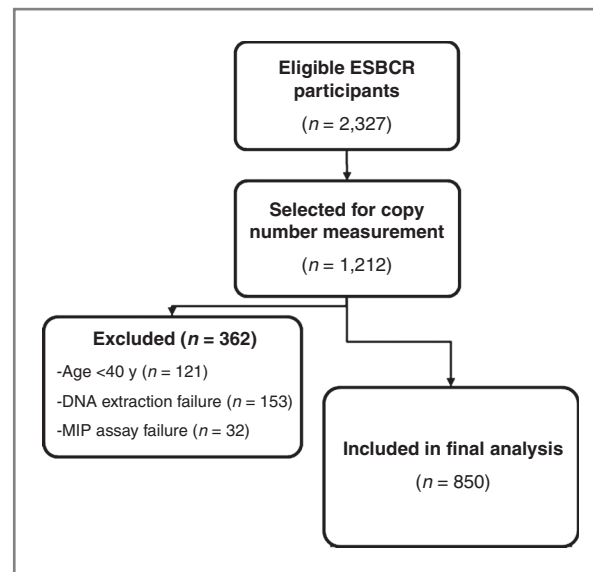 Eligible ESBCR
participants
(n = 2,327)
Selected for copy
number measurement
(n = 1,212)
Excluded (n = 362)
-Age <40 y (n = 121)
-DNA extraction failure (n = 153)
-MIP assay failure (n = 32)
Included in final analysis
(n = 850)